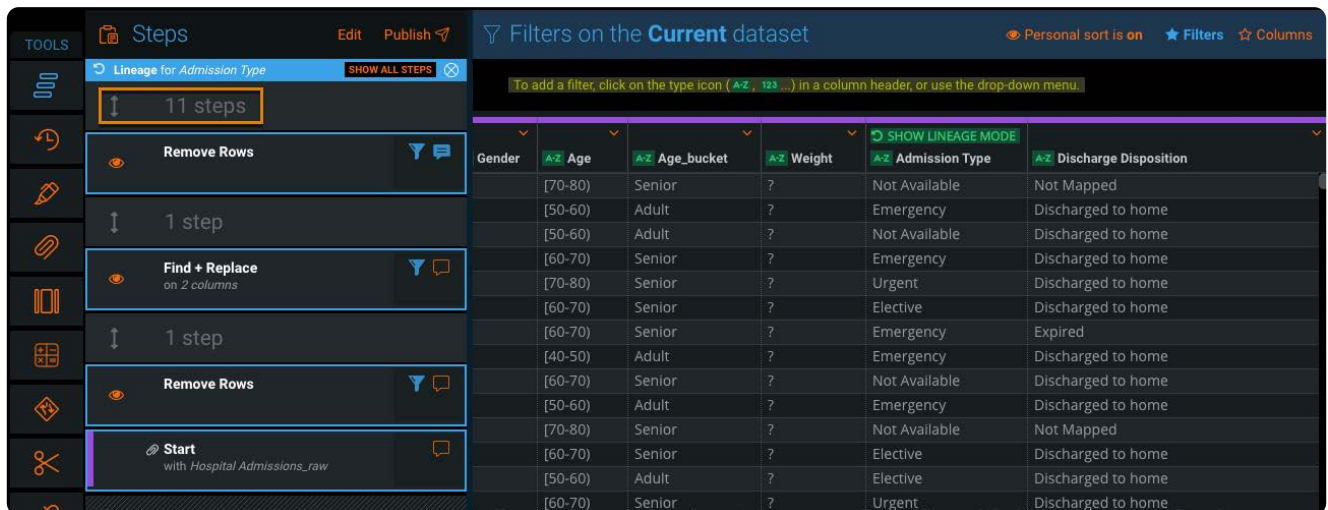 TOOLS
Steps
Edit
Publish
Lineage for Admission Type
SHOW ALL STEPS
11 steps
Remove Rows
1 step
Find + Replace
on 2 columns
1 step
Remove Rows
Start
with Hospital Admissions_raw
Filters on the Current dataset
Personal sort is on
Filters
Columns
To add a filter, click on the type icon ( A-Z , 123 ...) in a column header, or use the drop-down menu.
SHOW LINEAGE MODE
Gender A-Z Age A-Z Age_bucket A-Z Weight A-Z Admission Type A-Z Discharge Disposition
[70-80) Senior ? Not Available Not Mapped
[50-60) Adult ? Emergency Discharged to home
[50-60) Adult ? Not Available Discharged to home
[60-70) Senior ? Emergency Discharged to home
[70-80) Senior ? Urgent Discharged to home
[60-70) Senior ? Elective Discharged to home
[60-70) Senior ? Emergency Expired
[40-50) Adult ? Emergency Discharged to home
[60-70) Senior ? Not Available Discharged to home
[50-60) Adult ? Emergency Discharged to home
[70-80) Senior ? Not Available Not Mapped
[60-70) Senior ? Elective Discharged to home
[50-60) Adult ? Elective Discharged to home
[60-70) Senior ? Urgent Discharged to home